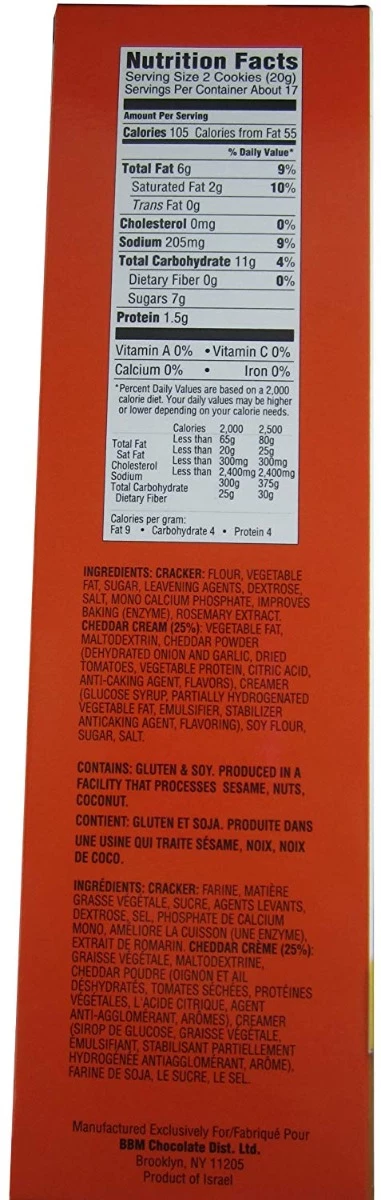 Nutrition Facts
Serving Size 2 Cookies (20g)
Servings Per Container About 17
Amount Per Serving
Calories 105 Calories from Fat 55
% Daily Value*
Total Fat 6g 9%
Saturated Fat 2g 10%
Trans Fat 0g
Cholesterol 0mg 0%
Sodium 205mg 9%
Total Carbohydrate 11g 4%
Dietary Fiber 0g 0%
Sugars 7g
Protein 1.5g
Vitamin A 0% • Vitamin C 0%
Calcium 0% • Iron 0%
*Percent Daily Values are based on a 2,000
calorie diet. Your daily values may be higher
or lower depending on your calorie needs.
Calories 2,000 2,500
Total Fat Less than 65g 80g
Sat Fat Less than 20g 25g
Cholesterol Less than 300mg 300mg
Sodium Less than 2,400mg 2,400mg
Total Carbohydrate 300g 375g
Dietary Fiber 25g 30g
Calories per gram:
Fat 9 • Carbohydrate 4 • Protein 4
INGREDIENTS: CRACKER: FLOUR, VEGETABLE
FAT, SUGAR, LEAVENING AGENTS, DEXTROSE,
SALT, MONO CALCIUM PHOSPHATE, IMPROVES
BAKING (ENZYME), ROSEMARY EXTRACT.
CHEDDAR CREAM (25%): VEGETABLE FAT,
MALTODEXTRIN, CHEDDAR POWDER
(DEHYDRATED ONION AND GARLIC, DRIED
TOMATOES, VEGETABLE PROTEIN, CITRIC ACID,
ANTI-CAKING AGENT, FLAVORS), CREAMER
(GLUCOSE SYRUP, PARTIALLY HYDROGENATED
VEGETABLE FAT, EMULSIFIER, STABILIZER
ANTICAKING AGENT, FLAVORING), SOY FLOUR,
SUGAR, SALT.
CONTAINS: GLUTEN & SOY. PRODUCED IN A
FACILITY THAT PROCESSES SESAME, NUTS,
COCONUT.
CONTIENT: GLUTEN ET SOJA. PRODUITE DANS
UNE USINE QUI TRAITE SÉSAME, NOIX, NOIX
DE COCO.
INGRÉDIENTS: CRACKER: FARINE, MATIÈRE
GRASSE VÉGÉTALE, SUCRE, AGENTS LEVANTS,
DEXTROSE, SEL, PHOSPHATE DE CALCIUM
MONO, AMÉLIORE LA CUISSON (UNE ENZYME),
EXTRAIT DE ROMARIN. CHEDDAR CRÈME (25%):
GRAISSE VÉGÉTALE, MALTODEXTRINE,
CHEDDAR POUDRE (OIGNON ET AIL
DÉSHYDRATÉS, TOMATES SÉCHÉES, PROTÉINES
VÉGÉTALES, L'ACIDE CITRIQUE, AGENT
ANTI-AGGLOMÉRANT, ARÔMES), CREAMER
(SIROP DE GLUCOSE, GRAISSE VÉGÉTALE,
ÉMULSIFIANT, STABILISANT PARTIELLEMENT
HYDROGÉNÉE ANTIAGGLOMÉRANT, ARÔME),
FARINE DE SOJA, LE SUCRE, LE SEL.
Manufactured Exclusively For/Fabriqué Pour
BBM Chocolate Dist. Ltd.
Brooklyn, NY 11205
Product of Israel